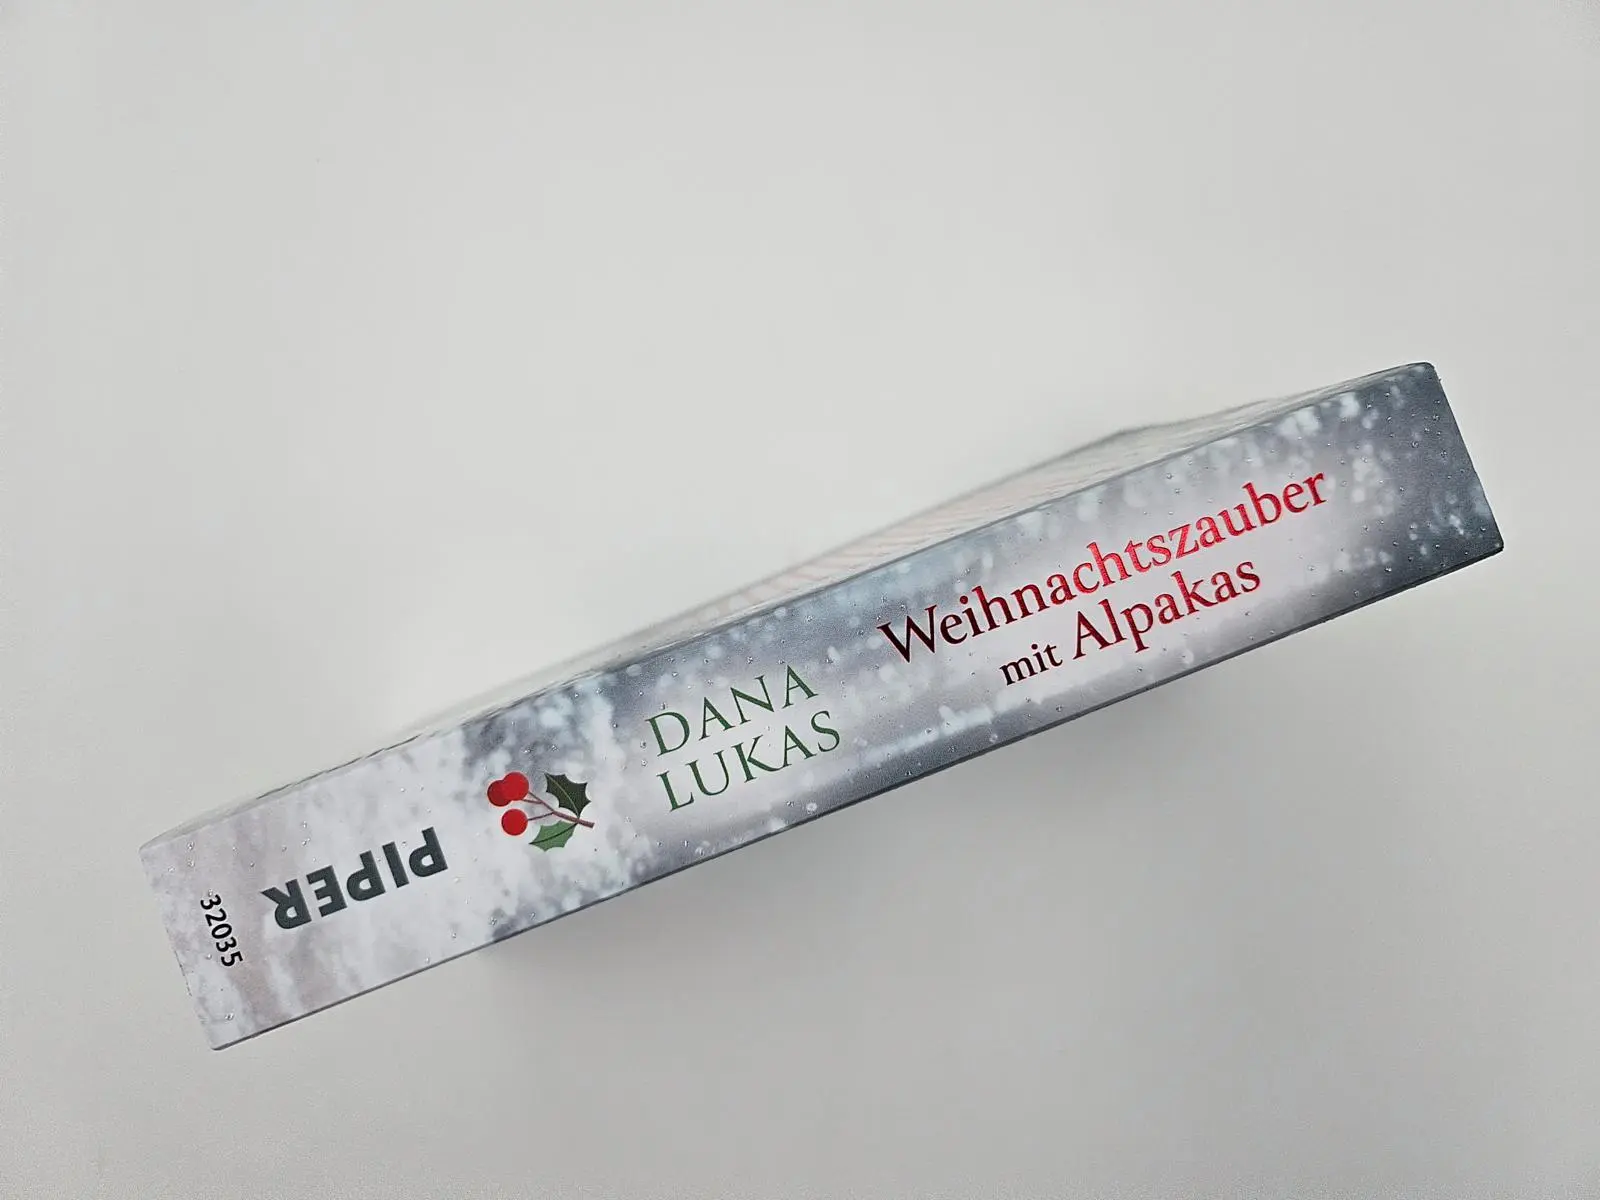 Weihnachtszauber
mit Alpakas
DANA
LUKAS
PIPER
32035